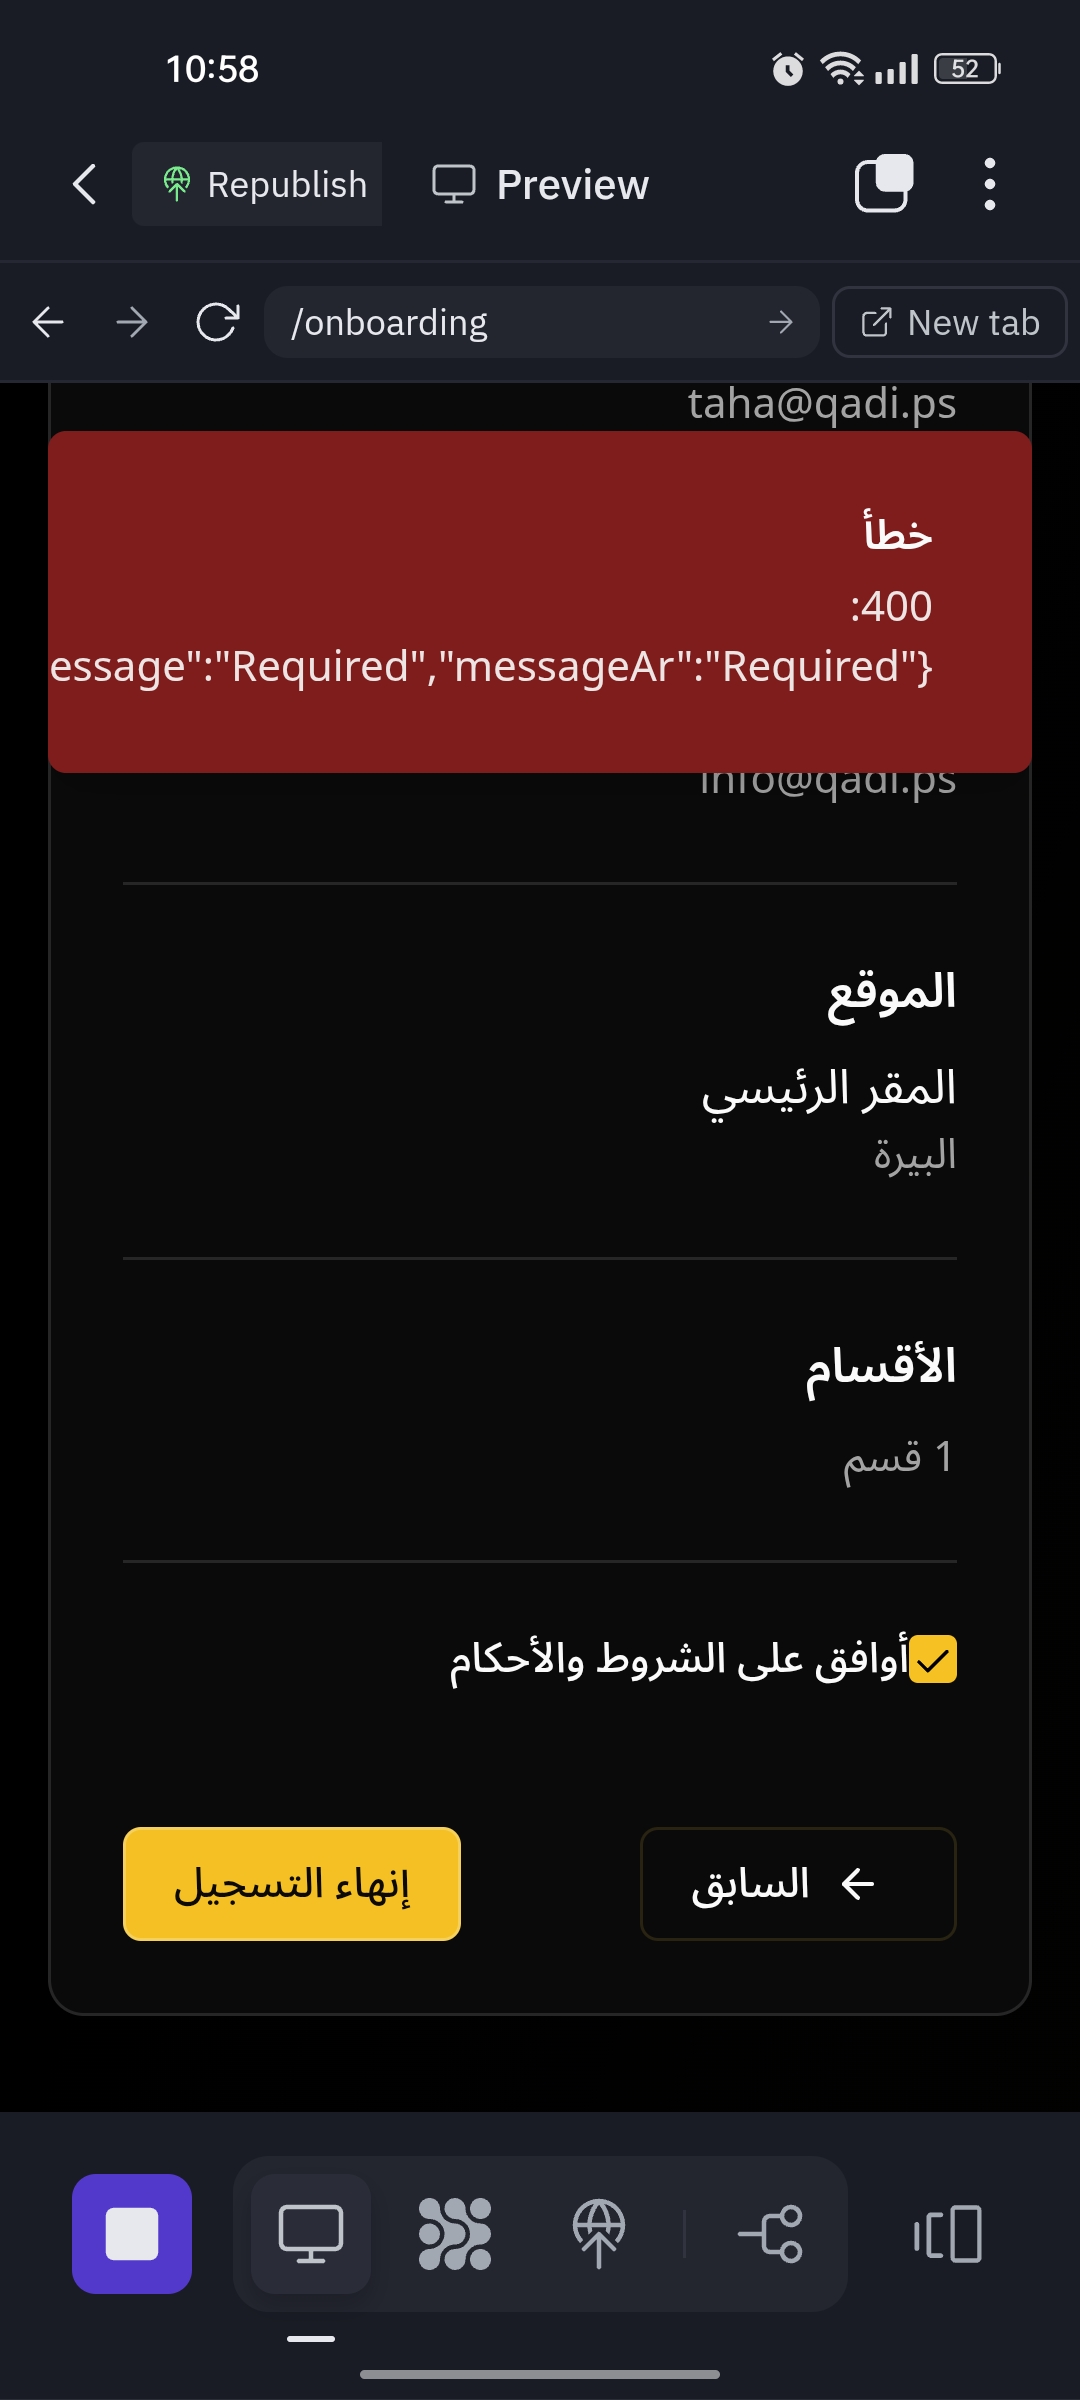 10:58
52
Republish
Preview
/onboarding
New tab
taha@qadi.ps
خطأ
400:
essage":"Required","messageAr":"Required"}
info@qadi.ps
الموقع
المقر الرئيسي
البيرة
الأقسام
1 قسم
أوافق على الشروط والأحكام
السابق
إنهاء التسجيل